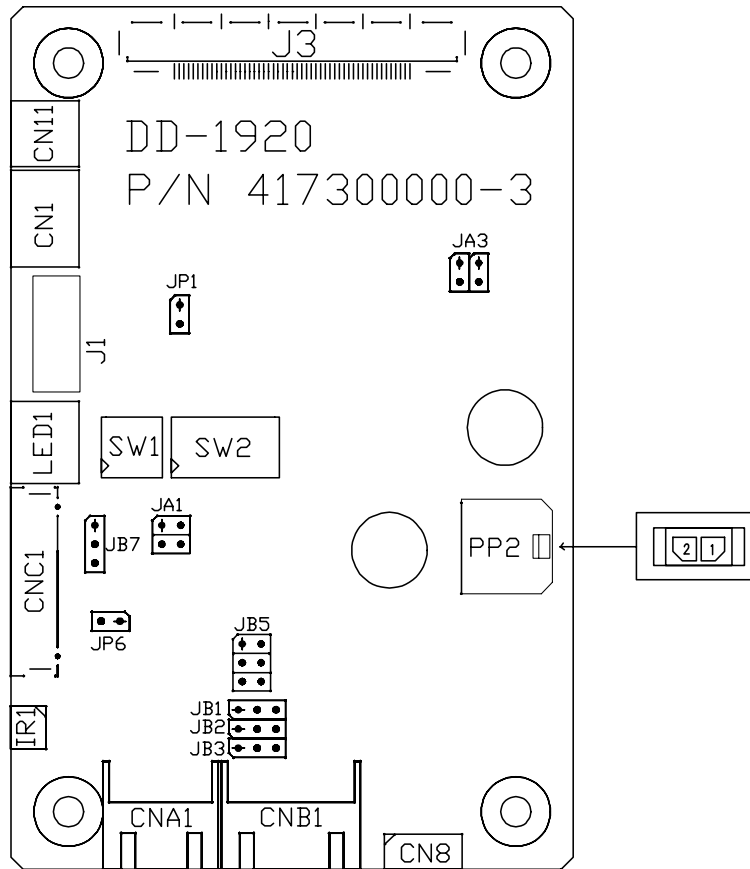 J3
CN11
DD-1920
P/N 417300000-3
CN1
JA3
JP1
J1
LED1
SW1
SW2
JA1
JB7
PP2
2 1
CNC1
JP6
JB5
JB1
IR1
JB2
JB3
CNA1
CNB1
CN8